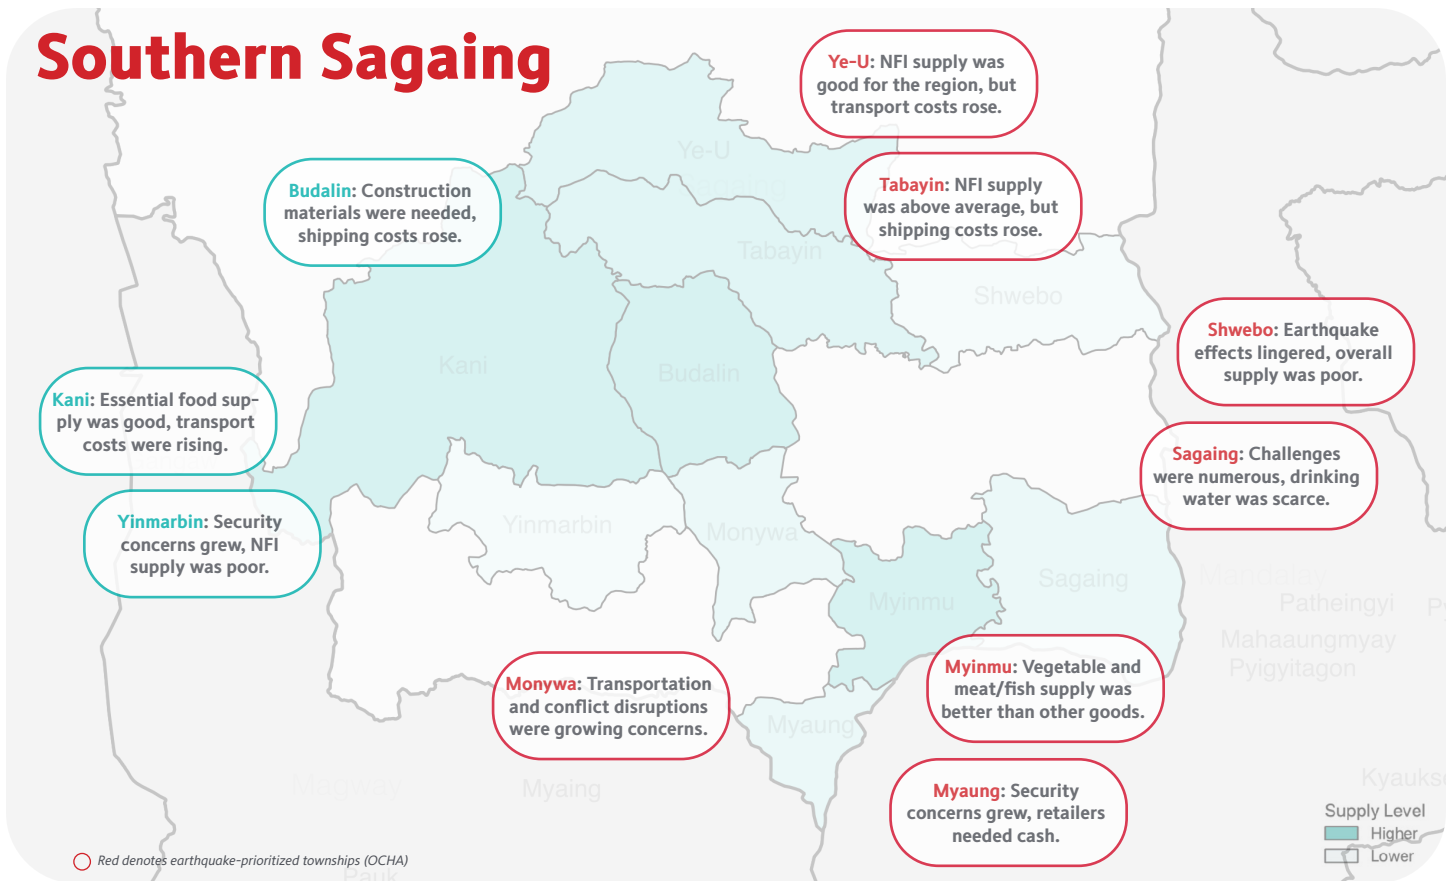 Southern Sagaing
Ye-U: NFI supply was
good for the region, but
transport costs rose.
Budalin: Construction
materials were needed,
shipping costs rose.
Tabayin: NFI supply
was above average, but
shipping costs rose.
Shwebo: Earthquake
effects lingered, overall
supply was poor.
Kani: Essential food sup-
ply was good, transport
costs were rising.
Sagaing: Challenges
were numerous, drinking
water was scarce.
Yinmarbin: Security
concerns grew, NFI
supply was poor.
Monywa: Transportation
and conflict disruptions
were growing concerns.
Myinmu: Vegetable and
meat/fish supply was
better than other goods.
Myaung: Security
concerns grew, retailers
needed cash.
Ye-U
Sagaing
Tabayin
Shwebo
Kani
Budalin
Yinmarbin
Monywa
Myinmu
Sagaing
Mandalay
Patheingyi
Mahaaungmyay
Pyigyitagon
Myaung
Magway
Myaing
Pauk
Supply Level
Higher
Lower
Red denotes earthquake-prioritized townships (OCHA)